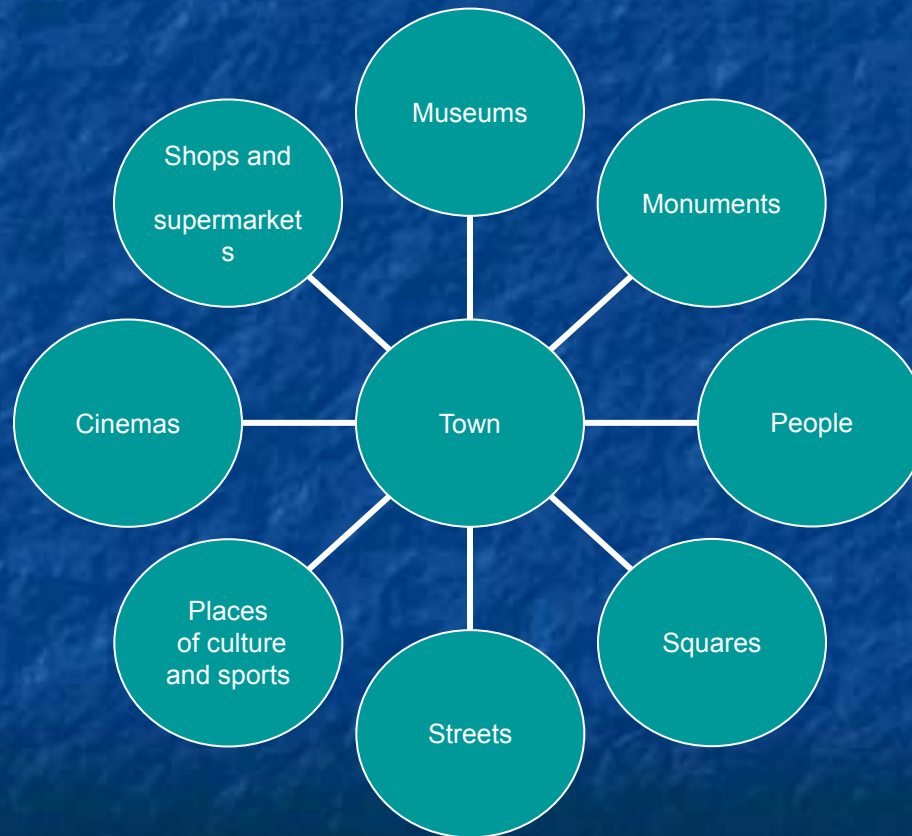 Museums
Shops and
supermarket
s
Monuments
Cinemas
Town
People
Places
of culture
and sports
Squares
Streets